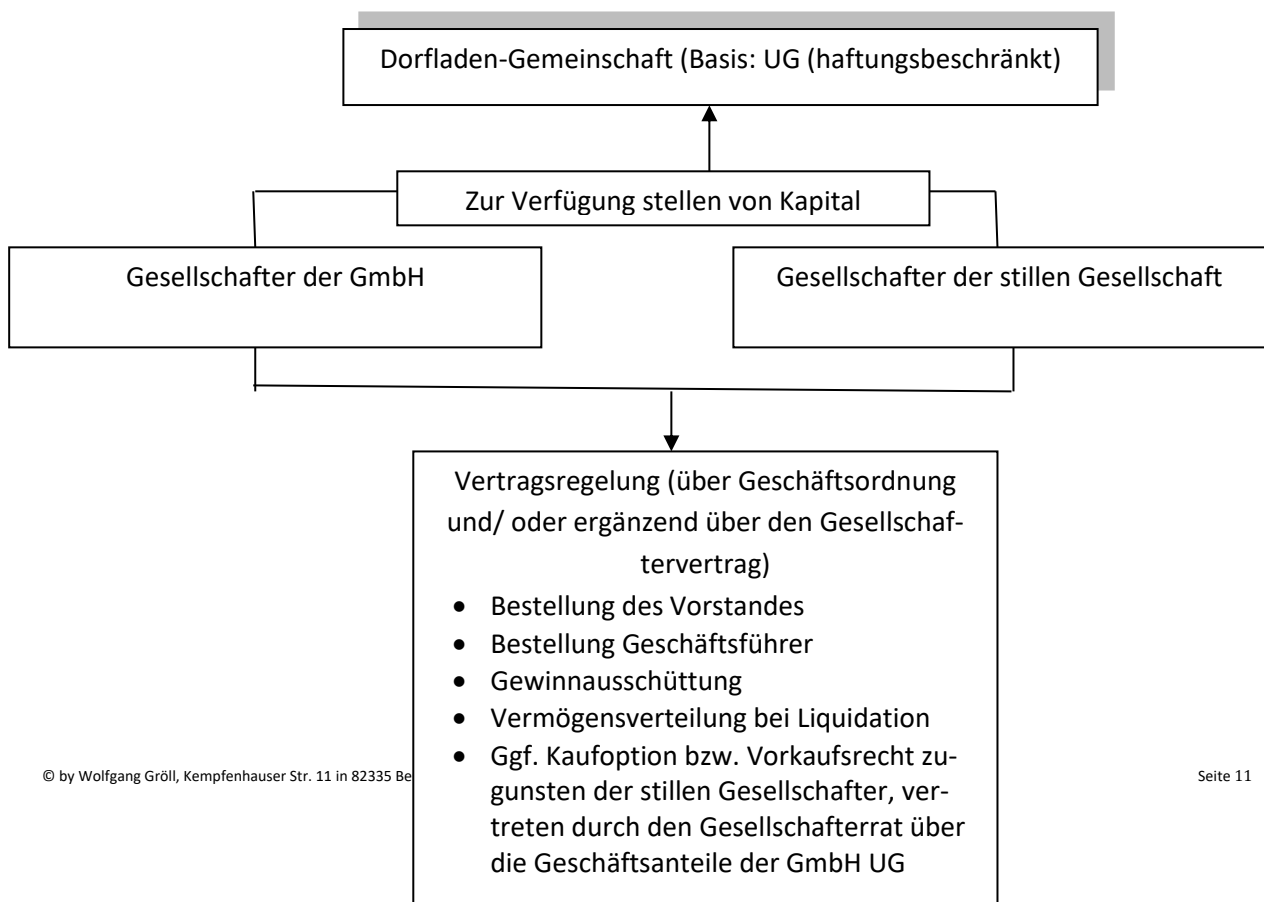 Dorfladen-Gemeinschaft (Basis: UG (haftungsbeschränkt)
Zur Verfügung stellen von Kapital
Gesellschafter der GmbH
Gesellschafter der stillen Gesellschaft
Vertragsregelung (über Geschäftsordnung
und/ oder ergänzend über den Gesellschaf-
tervertrag)
• Bestellung des Vorstandes
• Bestellung Geschäftsführer
• Gewinnausschüttung
• Vermögensverteilung bei Liquidation
• Ggf. Kaufoption bzw. Vorkaufsrecht zu-
gunsten der stillen Gesellschafter, ver-
treten durch den Gesellschafterrat über
die Geschäftsanteile der GmbH UG
© by Wolfgang Gröll, Kempfenhauser Str. 11 in 82335 Be
Seite 11